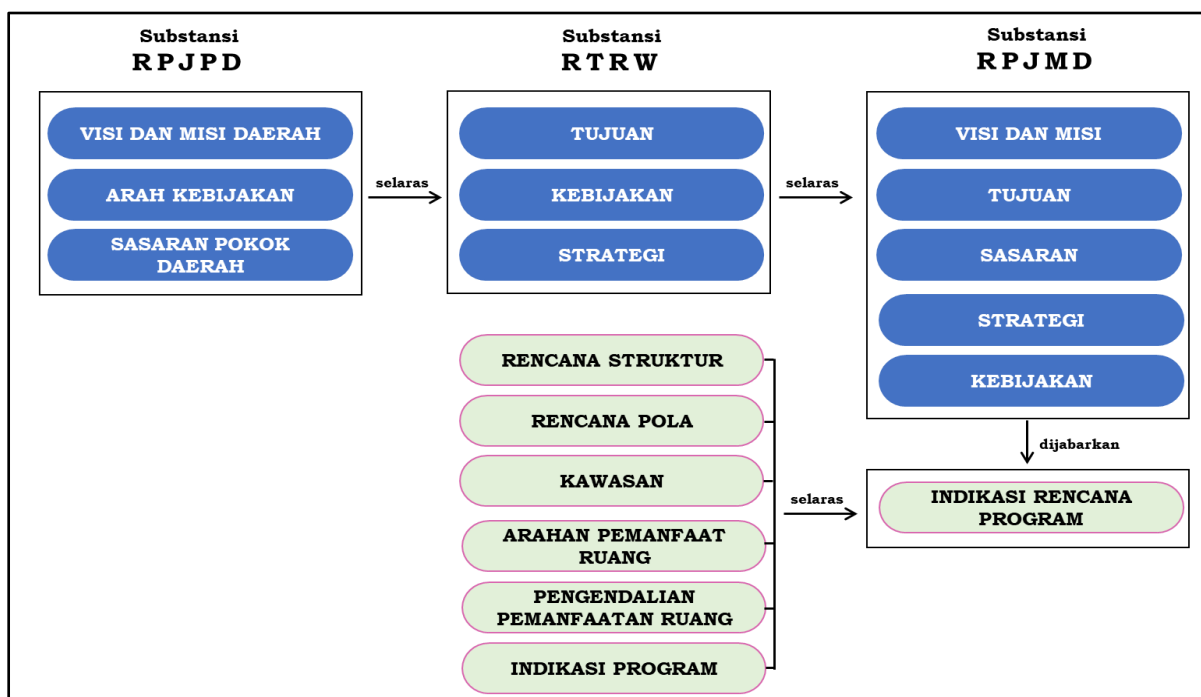 Substansi
RPJPD
VISI DAN MISI DAERAH
ARAH KEBIJAKAN
SASARAN POKOK
DAERAH
selaras
Substansi
RTRW
TUJUAN
KEBIJAKAN
STRATEGI
selaras
Substansi
RPJMD
VISI DAN MISI
TUJUAN
SASARAN
STRATEGI
KEBIJAKAN
dijabarkan
RENCANA STRUKTUR
RENCANA POLA
KAWASAN
ARAHAN PEMANFAAT
RUANG
PENGENDALIAN
PEMANFAATAN RUANG
INDIKASI PROGRAM
selaras
INDIKASI RENCANA
PROGRAM